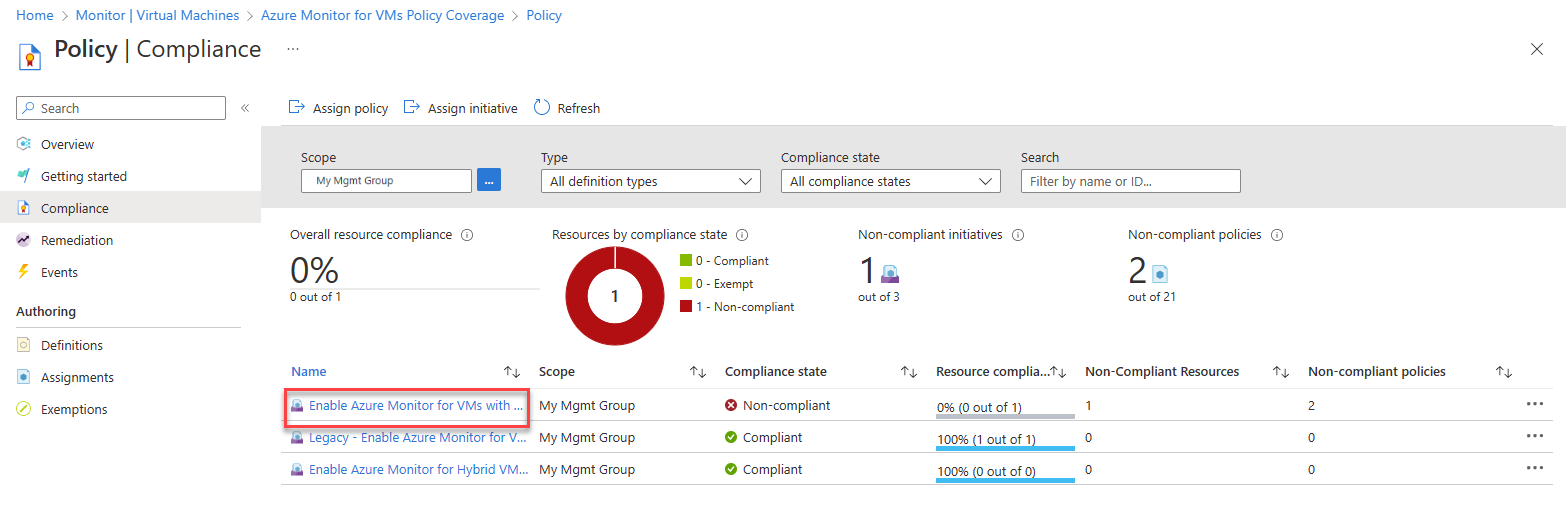 Home > Monitor | Virtual Machines > Azure Monitor for VMs Policy Coverage > Policy
Policy | Compliance ...
Search «
Overview
Getting started
Compliance
Remediation
Events
Authoring
Definitions
Assignments
Exemptions
Assign policy Assign initiative Refresh
Scope Type Compliance state Search
My Mgmt Group ... All definition types All compliance states Filter by name or ID...
Overall resource compliance Resources by compliance state Non-compliant initiatives Non-compliant policies
0%
0 out of 1
1
0 - Compliant
0 - Exempt
1 - Non-compliant
1
out of 3
2
out of 21
Name Scope Compliance state Resource complia... Non-Compliant Resources Non-compliant policies
Enable Azure Monitor for VMs with ... My Mgmt Group Non-compliant 0% (0 out of 1) 1 2 ...
Legacy - Enable Azure Monitor for V... My Mgmt Group Compliant 100% (1 out of 1) 0 0 ...
Enable Azure Monitor for Hybrid VM... My Mgmt Group Compliant 100% (0 out of 0) 0 0 ...